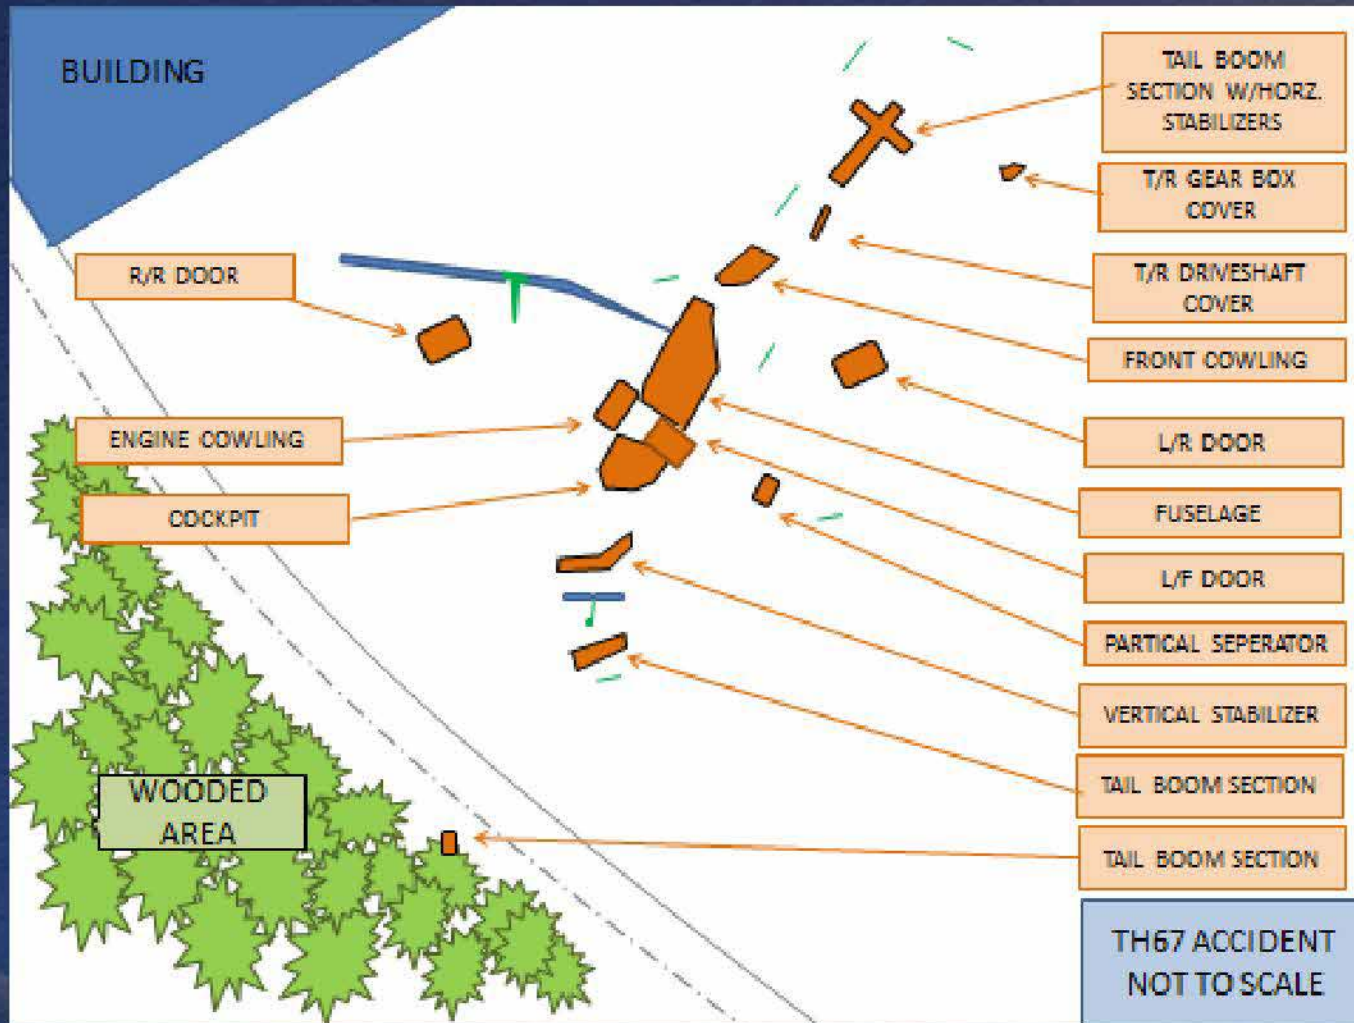 BUILDING
TAIL BOOM
SECTION W/HORZ.
STABILIZERS
T/R GEAR BOX
COVER
R/R DOOR
T/R DRIVESHAFT
COVER
FRONT COWLING
ENGINE COWLING
L/R DOOR
COCKPIT
FUSELAGE
L/F DOOR
PARTICAL SEPERATOR
VERTICAL STABILIZER
TAIL BOOM SECTION
WOODED
AREA
TAIL BOOM SECTION
TH67 ACCIDENT
NOT TO SCALE